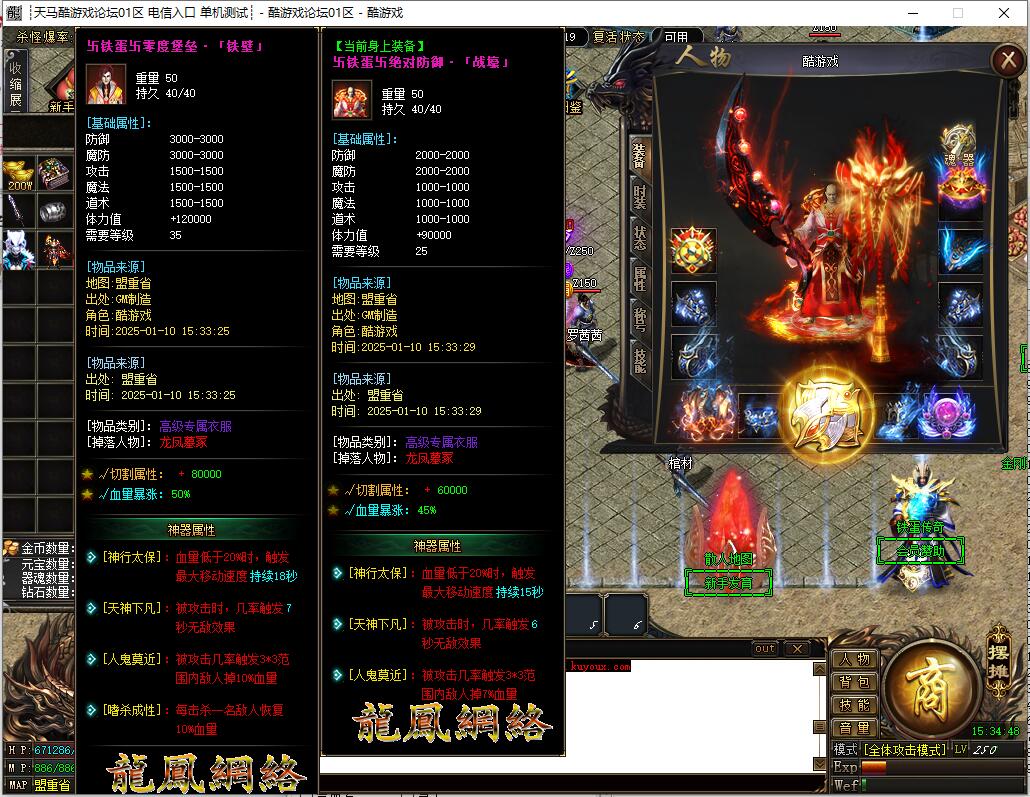 天马酷游戏论坛01区 电信入口 单机测试 - 酷游戏论坛01区 - 酷游戏
杀怪爆率:
收缩展
新手
200W
卐铁蛋卐零度堡垒·「铁壁」
重量 50
持久 40/40
[基础属性]:
防御 3000-3000
魔防 3000-3000
攻击 1500-1500
魔法 1500-1500
道术 1500-1500
体力值 +120000
需要等级 35
[物品来源]
地图:盟重省
出处:GM制造
角色:酷游戏
时间:2025-01-10 15:33:25
[物品来源]
出处: 盟重省
时间: 2025-01-10 15:33:25
[物品类别]: 高级专属衣服
[掉落人物]: 龙凤墓冢
√切割属性: + 80000
√血量暴涨: 50%
神器属性
[神行太保]: 血量低于20%时,触发
最大移动速度 持续18秒
[天神下凡]: 被攻击时,几率触发7
秒无敌效果
[人鬼莫近]: 被攻击几率触发3*3范
围内敌人掉10%血量
[嗜杀成性]: 每击杀一名敌人恢复
10%血量
龍鳳網絡
【当前身上装备】
卐铁蛋卐绝对防御·「战壕」
重量 50
持久 40/40
[基础属性]:
防御 2000-2000
魔防 2000-2000
攻击 1000-1000
魔法 1000-1000
道术 1000-1000
体力值 +90000
需要等级 25
[物品来源]
地图:盟重省
出处:GM制造
角色:酷游戏
时间:2025-01-10 15:33:29
[物品来源]
出处: 盟重省
时间: 2025-01-10 15:33:29
[物品类别]: 高级专属衣服
[掉落人物]: 龙凤墓冢
√切割属性: + 60000
√血量暴涨: 45%
神器属性
[神行太保]: 血量低于20%时,触发
最大移动速度 持续15秒
[天神下凡]: 被攻击时,几率触发6
秒无敌效果
[人鬼莫近]: 被攻击几率触发3*3范
围内敌人掉7%血量
龍鳳網絡
19
复活状态
可用
人物
酷游戏
装备
时装
状态
属性
称号
技能
魂器
/Z250
Z150
罗茜茜
棺材
金刚
散人地图
新手发育
铁蛋传奇
会员赞助
5
6
金币数量:
元宝数量:
器魂数量:
钻石数量:
kuyoux.com
out
X
人物
背包
技能
音量
商
摆摊
15:34:48
模式 [全体攻击模式] LV 250
Exp
Wef
HP:671286/
MP:886/886
MAP 盟重省